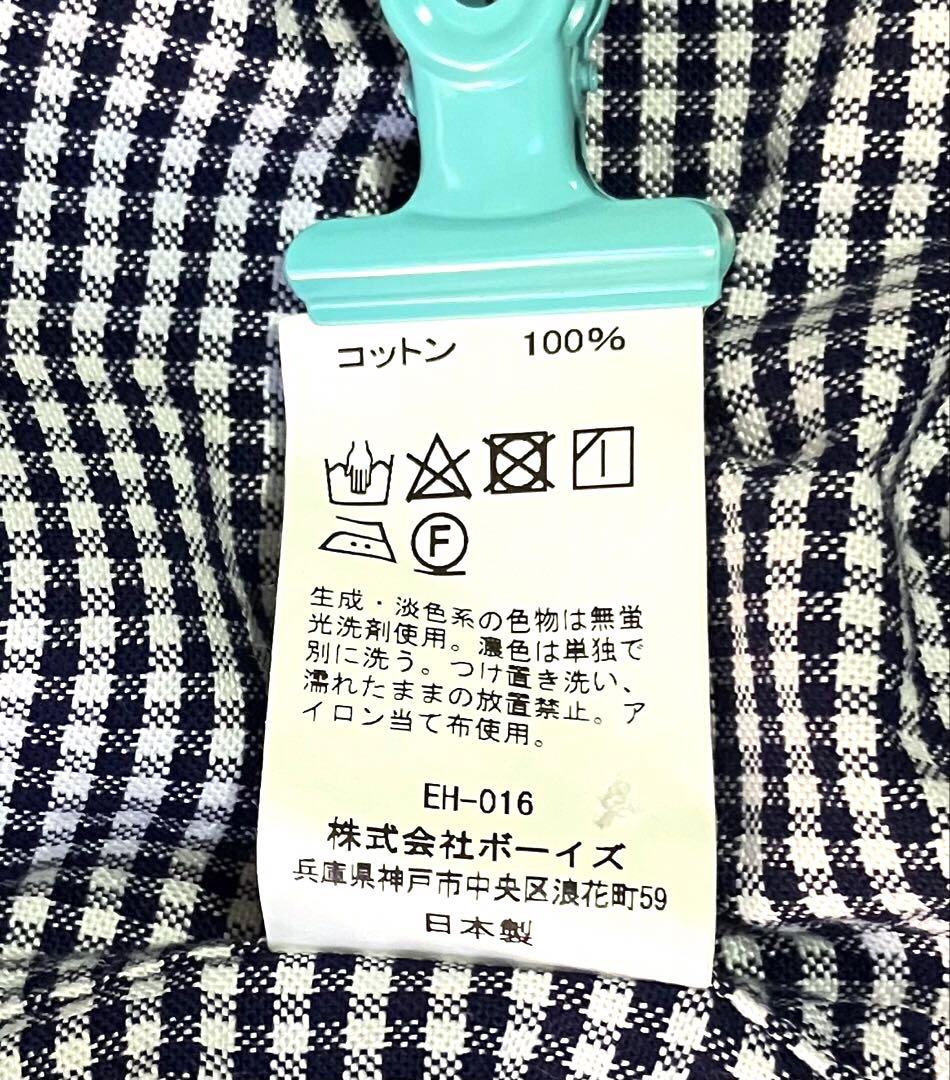 コットン 100%
F
生成・淡色系の色物は無蛍
光洗剤使用。濃色は単独で
別に洗う。つけ置き洗い、
濡れたままの放置禁止。ア
イロン当て布使用。
EH-016
株式会社ボーイズ
兵庫県神戸市中央区浪花町59
日本製